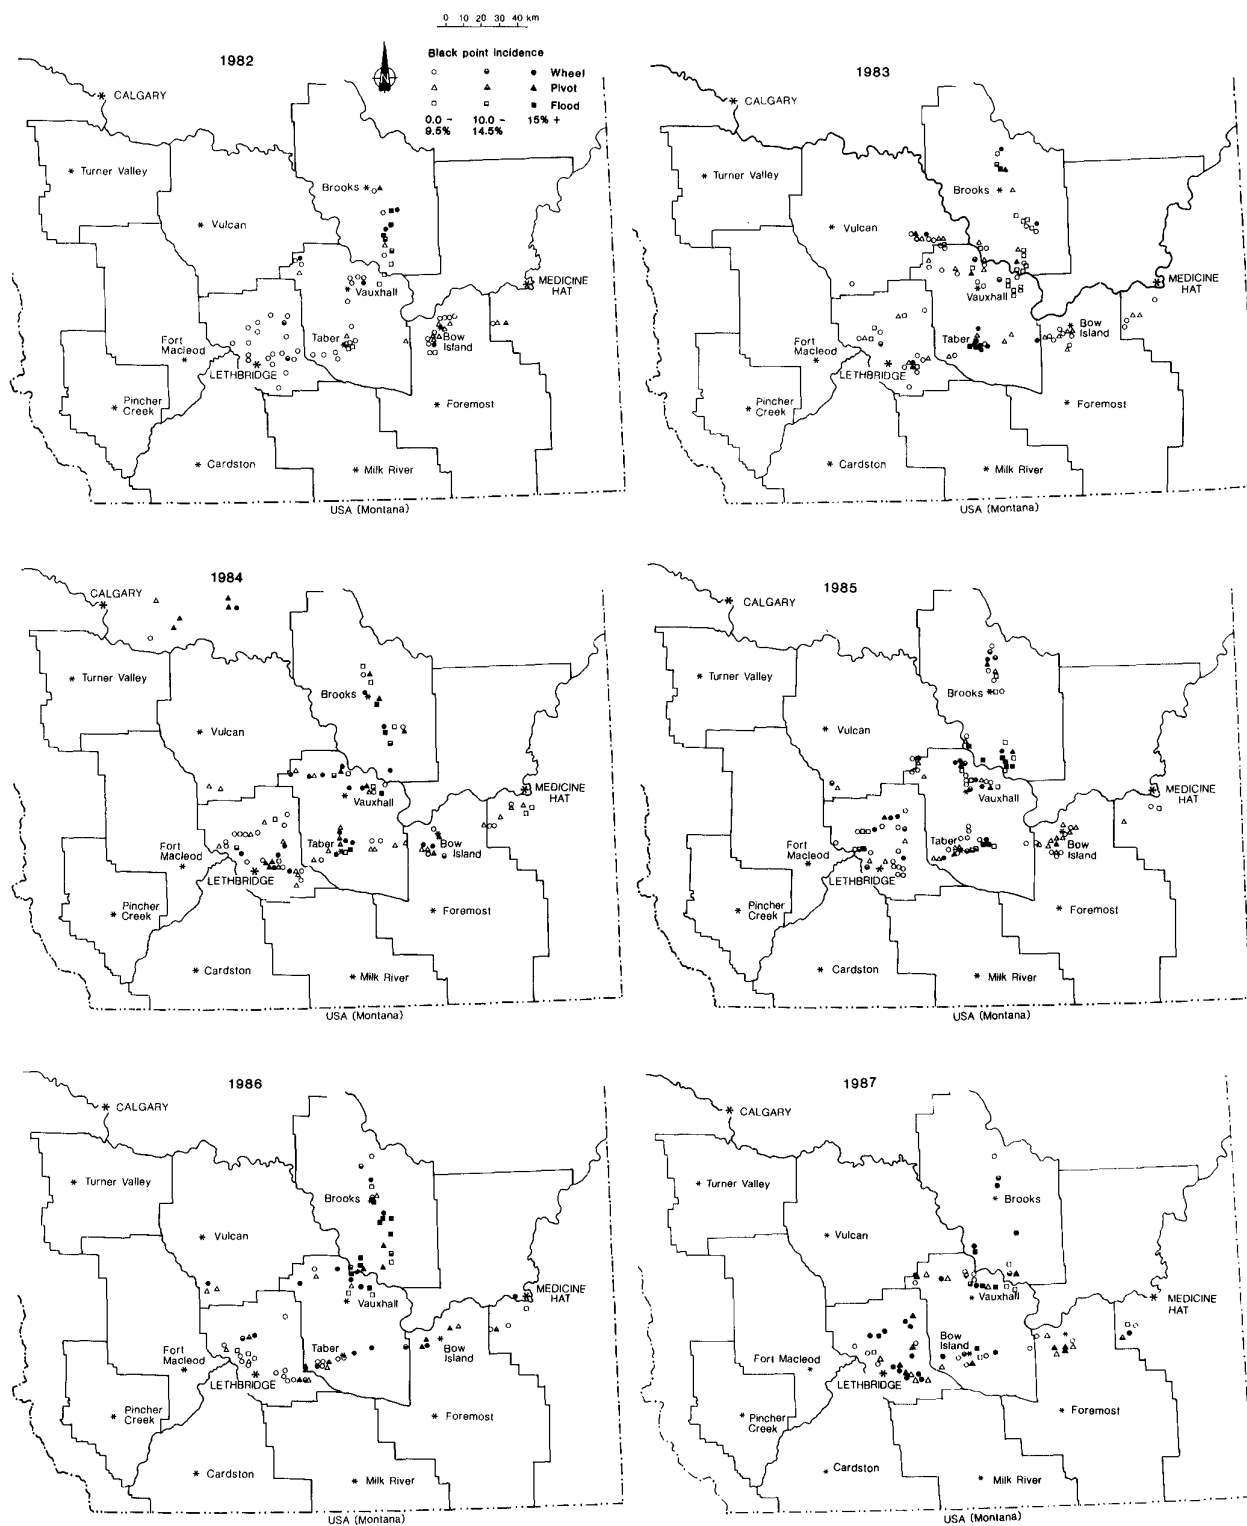 0 10 20 30 40 km
1982
Black point incidence
Wheel
Pivot
Flood
0.0 - 10.0 - 15% +
9.5% 14.5%
N
CALGARY
Turner Valley
Brooks
Vulcan
Vauxhall
MEDICINE
HAT
Taber
Bow
Island
Fort
Macleod
LETHBRIDGE
Pincher
Creek
Foremost
Cardston
Milk River
USA (Montana)
1983
CALGARY
Turner Valley
Brooks
Vulcan
MEDICINE
HAT
Vauxhall
Taber
Bow
Island
Fort
Macleod
LETHBRIDGE
Pincher
Creek
Foremost
Cardston
Milk River
USA (Montana)
1984
CALGARY
Turner Valley
Brooks
Vulcan
MEDICINE
HAT
Vauxhall
Taber
Bow
Island
Fort
Macleod
LETHBRIDGE
Pincher
Creek
Foremost
Cardston
Milk River
USA (Montana)
1985
CALGARY
Turner Valley
Brooks
Vulcan
MEDICINE
HAT
Vauxhall
Taber
Bow
Island
Fort
Macleod
LETHBRIDGE
Pincher
Creek
Foremost
Cardston
Milk River
USA (Montana)
1986
CALGARY
Turner Valley
Brooks
Vulcan
MEDICINE
HAT
Vauxhall
Taber
Bow
Island
Fort
Macleod
LETHBRIDGE
Pincher
Creek
Foremost
Cardston
Milk River
USA (Montana)
1987
CALGARY
Turner Valley
Brooks
Vulcan
MEDICINE
HAT
Vauxhall
Bow
Island
Fort Macleod
LETHBRIDGE
Pincher
Creek
Foremost
Cardston
Milk River
USA (Montana)